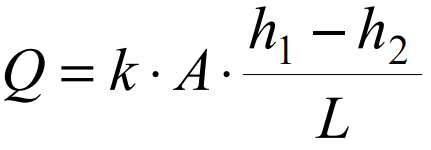 Q = k · A · (h₁ − h₂) / L